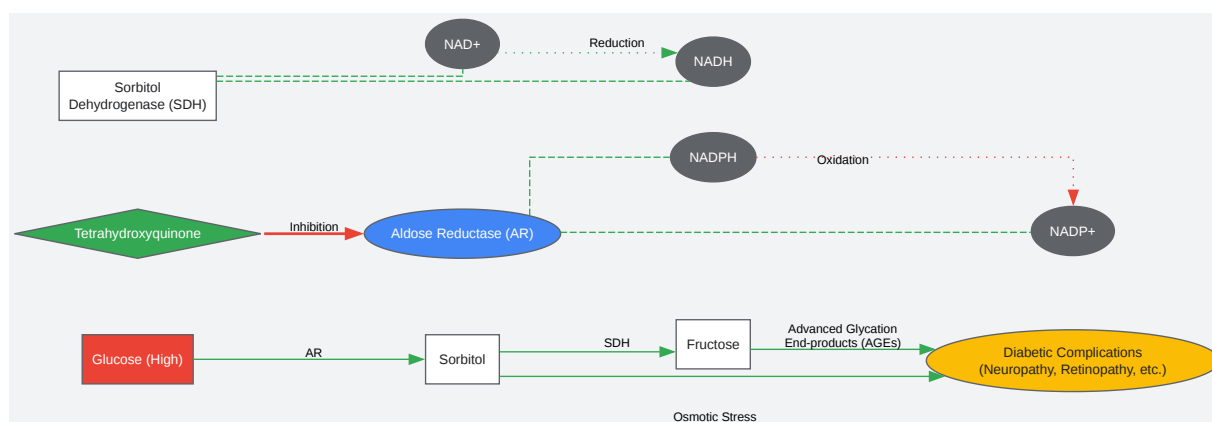 NAD+
Reduction
NADH
Sorbitol
Dehydrogenase (SDH)
NADPH
Oxidation
Tetrahydroxyquinone
Inhibition
Aldose Reductase (AR)
NADP+
Glucose (High)
AR
Sorbitol
SDH
Fructose
Advanced Glycation
End-products (AGEs)
Diabetic Complications
(Neuropathy, Retinopathy, etc.)
Osmotic Stress